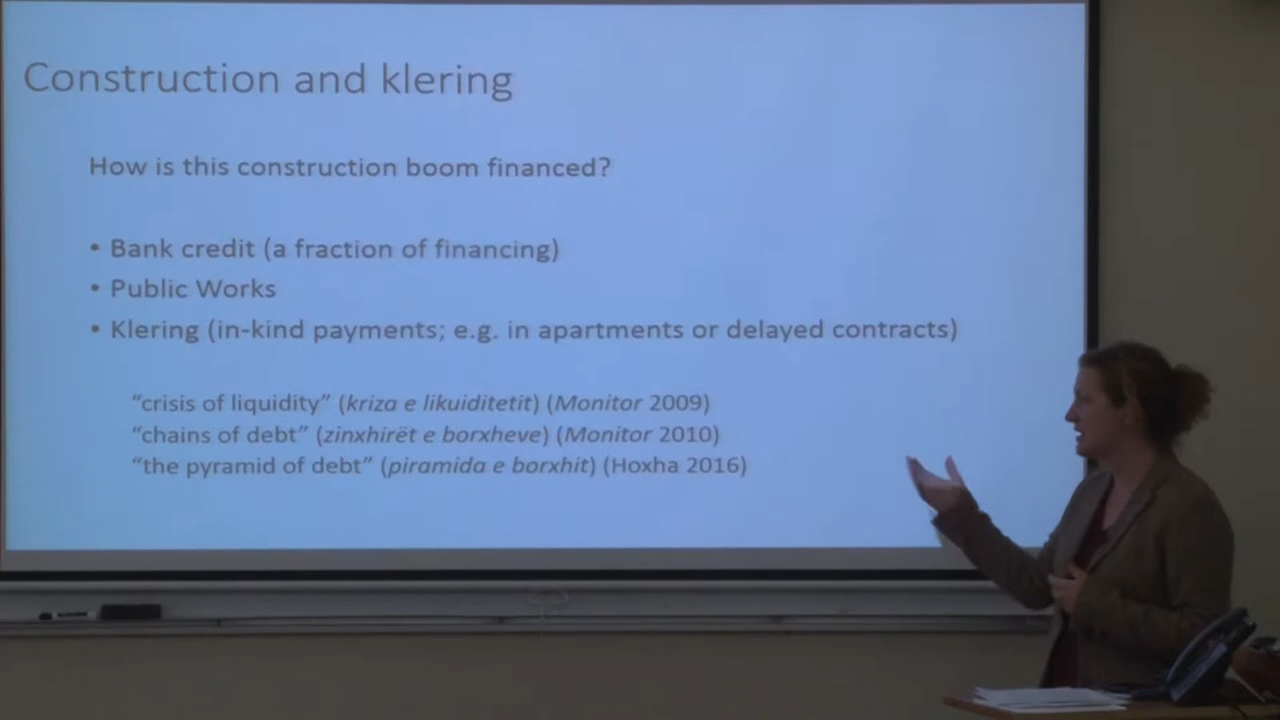 Construction and klering
How is this construction boom financed?
• Bank credit (a fraction of financing)
• Public Works
• Klering (in-kind payments; e.g. in apartments or delayed contracts)
“crisis of liquidity” (kriza e likuiditetit) (Monitor 2009)
“chains of debt” (zinxhirët e borxheve) (Monitor 2010)
“the pyramid of debt” (piramida e borxhit) (Hoxha 2016)